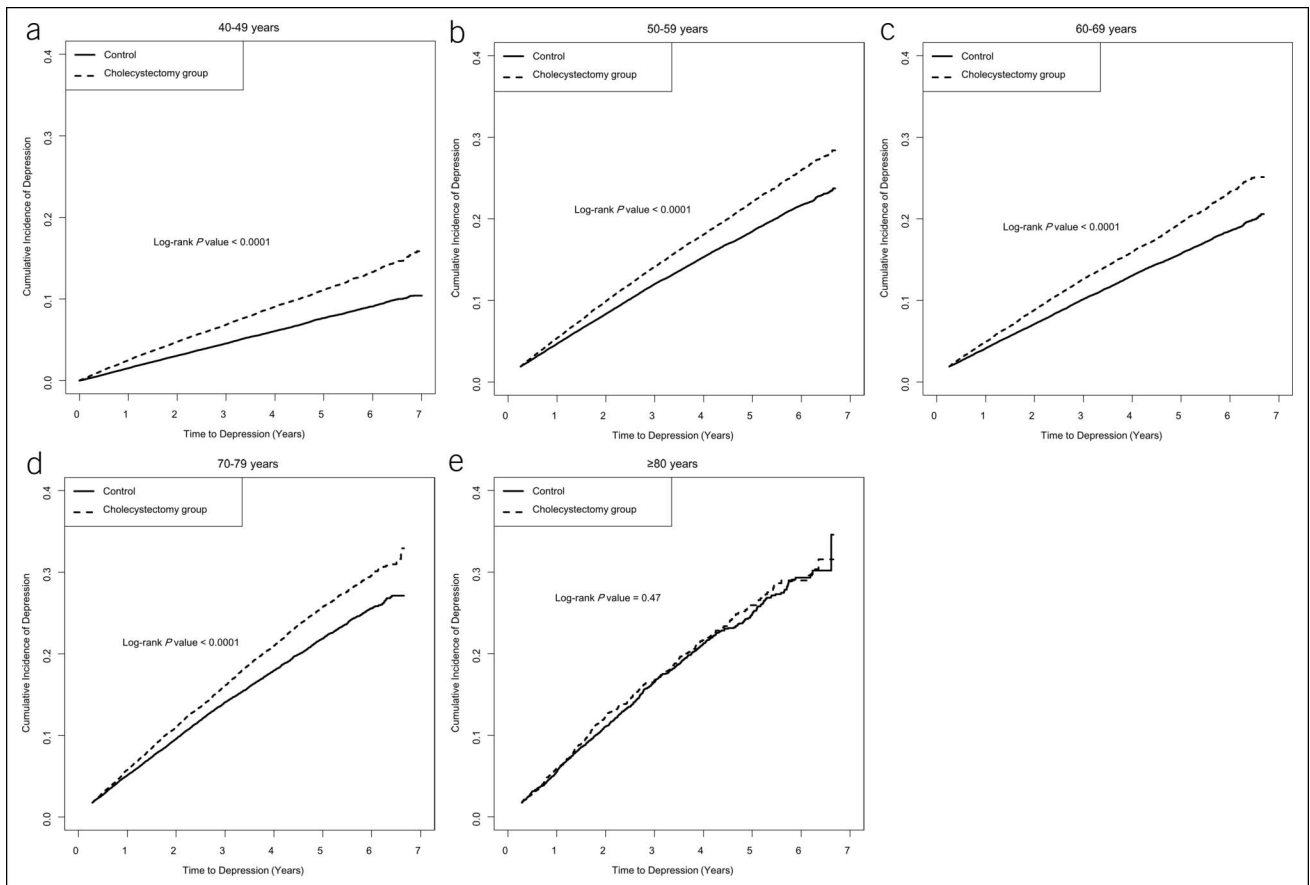 a
40-49 years
Control
Cholecystectomy group
Log-rank P value < 0.0001
Cumulative Incidence of Depression
0.0
0.1
0.2
0.3
0.4
0 1 2 3 4 5 6 7
Time to Depression (Years)
b
50-59 years
Control
Cholecystectomy group
Log-rank P value < 0.0001
Cumulative Incidence of Depression
0.0
0.1
0.2
0.3
0.4
0 1 2 3 4 5 6 7
Time to Depression (Years)
c
60-69 years
Control
Cholecystectomy group
Log-rank P value < 0.0001
Cumulative Incidence of Depression
0.0
0.1
0.2
0.3
0.4
0 1 2 3 4 5 6 7
Time to Depression (Years)
d
70-79 years
Control
Cholecystectomy group
Log-rank P value < 0.0001
Cumulative Incidence of Depression
0.0
0.1
0.2
0.3
0.4
0 1 2 3 4 5 6 7
Time to Depression (Years)
e
≥80 years
Control
Cholecystectomy group
Log-rank P value = 0.47
Cumulative Incidence of Depression
0.0
0.1
0.2
0.3
0.4
0 1 2 3 4 5 6 7
Time to Depression (Years)